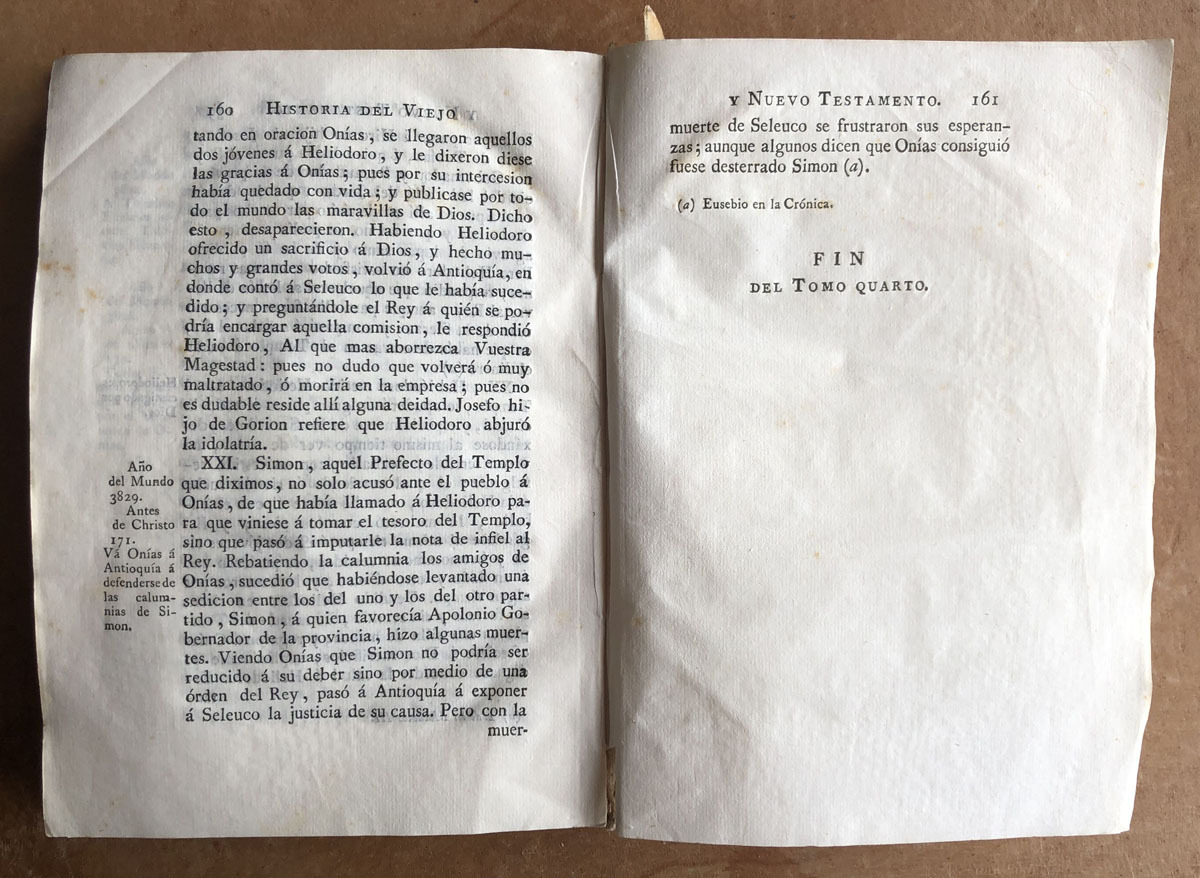 160 Historia del Viejo
tando en oracion Onías, se llegaron aquellos
dos jóvenes á Heliodoro, y le dixeron diese
las gracias á Onías; pues por su intercesion
había quedado con vida; y publicase por to-
do el mundo las maravillas de Dios. Dicho
esto, desaparecieron. Habiendo Heliodoro
ofrecido un sacrificio á Dios, y hecho mu-
chos y grandes votos, volvió á Antioquía, en
donde contó á Seleuco lo que le había suce-
dido; y preguntándole el Rey á quién se po-
dría encargar aquella comision, le respondió
Heliodoro, Al que mas aborrezca Vuestra
Magestad: pues no dudo que volverá ó muy
maltratado, ó morirá en la empresa; pues no
es dudable reside allí alguna deidad. Josefo hi-
jo de Gorion refiere que Heliodoro abjuró
la idolatría.
XXI. Simon, aquel Prefecto del Templo
que diximos, no solo acusó ante el pueblo á
Onías, de que había llamado á Heliodoro pa-
ra que viniese á tomar el tesoro del Templo,
sino que pasó á imputarle la nota de infiel al
Rey. Rebatiendo la calumnia los amigos de
Onías, sucedió que habiéndose levantado una
sedicion entre los del uno y los del otro par-
tido, Simon, á quien favorecía Apolonio Go-
bernador de la provincia, hizo algunas muer-
tes. Viendo Onías que Simon no podría ser
reducido á su deber sino por medio de una
órden del Rey, pasó á Antioquía á exponer
á Seleuco la justicia de su causa. Pero con la
muer-
Año
del Mundo
3829.
Antes
de Christo
171.
Vá Onías á
Antioquía á
defenderse de
las calum-
nias de Si-
mon.
y Nuevo Testamento. 161
muerte de Seleuco se frustraron sus esperan-
zas; aunque algunos dicen que Onías consiguió
fuese desterrado Simon (a).
(a) Eusebio en la Crónica.
FIN
DEL TOMO QUARTO.